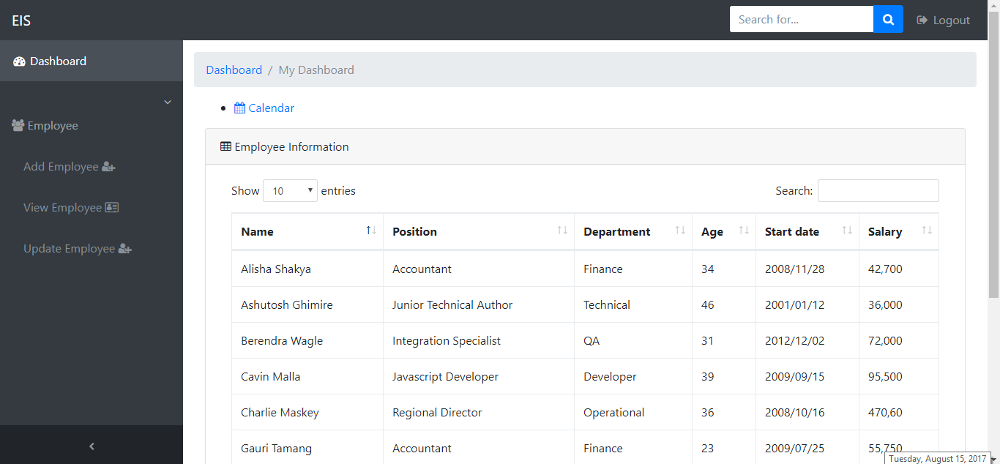 EIS
Search for...
Logout
Dashboard
Employee
Add Employee
View Employee
Update Employee
Dashboard / My Dashboard
Calendar
Employee Information
Show 10 entries
Search:
Name Position Department Age Start date Salary
Alisha Shakya Accountant Finance 34 2008/11/28 42,700
Ashutosh Ghimire Junior Technical Author Technical 46 2001/01/12 36,000
Berendra Wagle Integration Specialist QA 31 2012/12/02 72,000
Cavin Malla Javascript Developer Developer 39 2009/09/15 95,500
Charlie Maskey Regional Director Operational 36 2008/10/16 470,60
Gauri Tamang Accountant Finance 23 2009/07/25 55,750
Tuesday, August 15, 2017